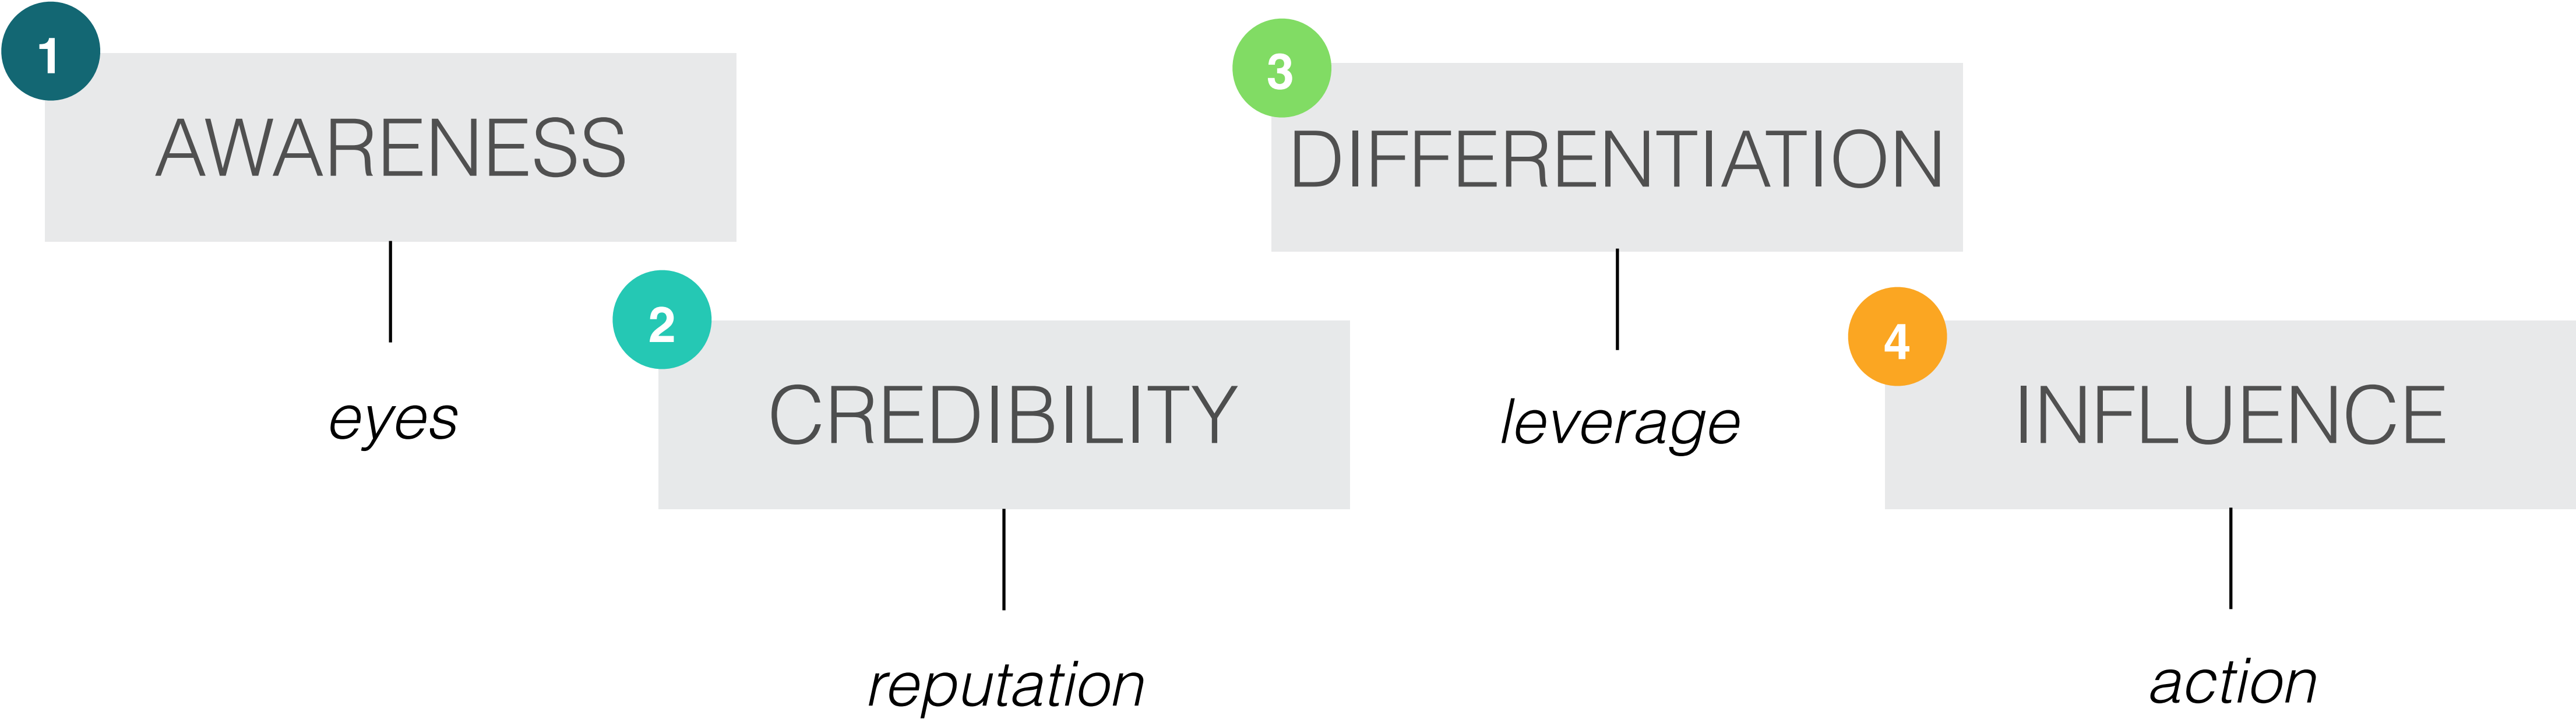 1
AWARENESS
eyes
2
CREDIBILITY
reputation
3
DIFFERENTIATION
leverage
4
INFLUENCE
action